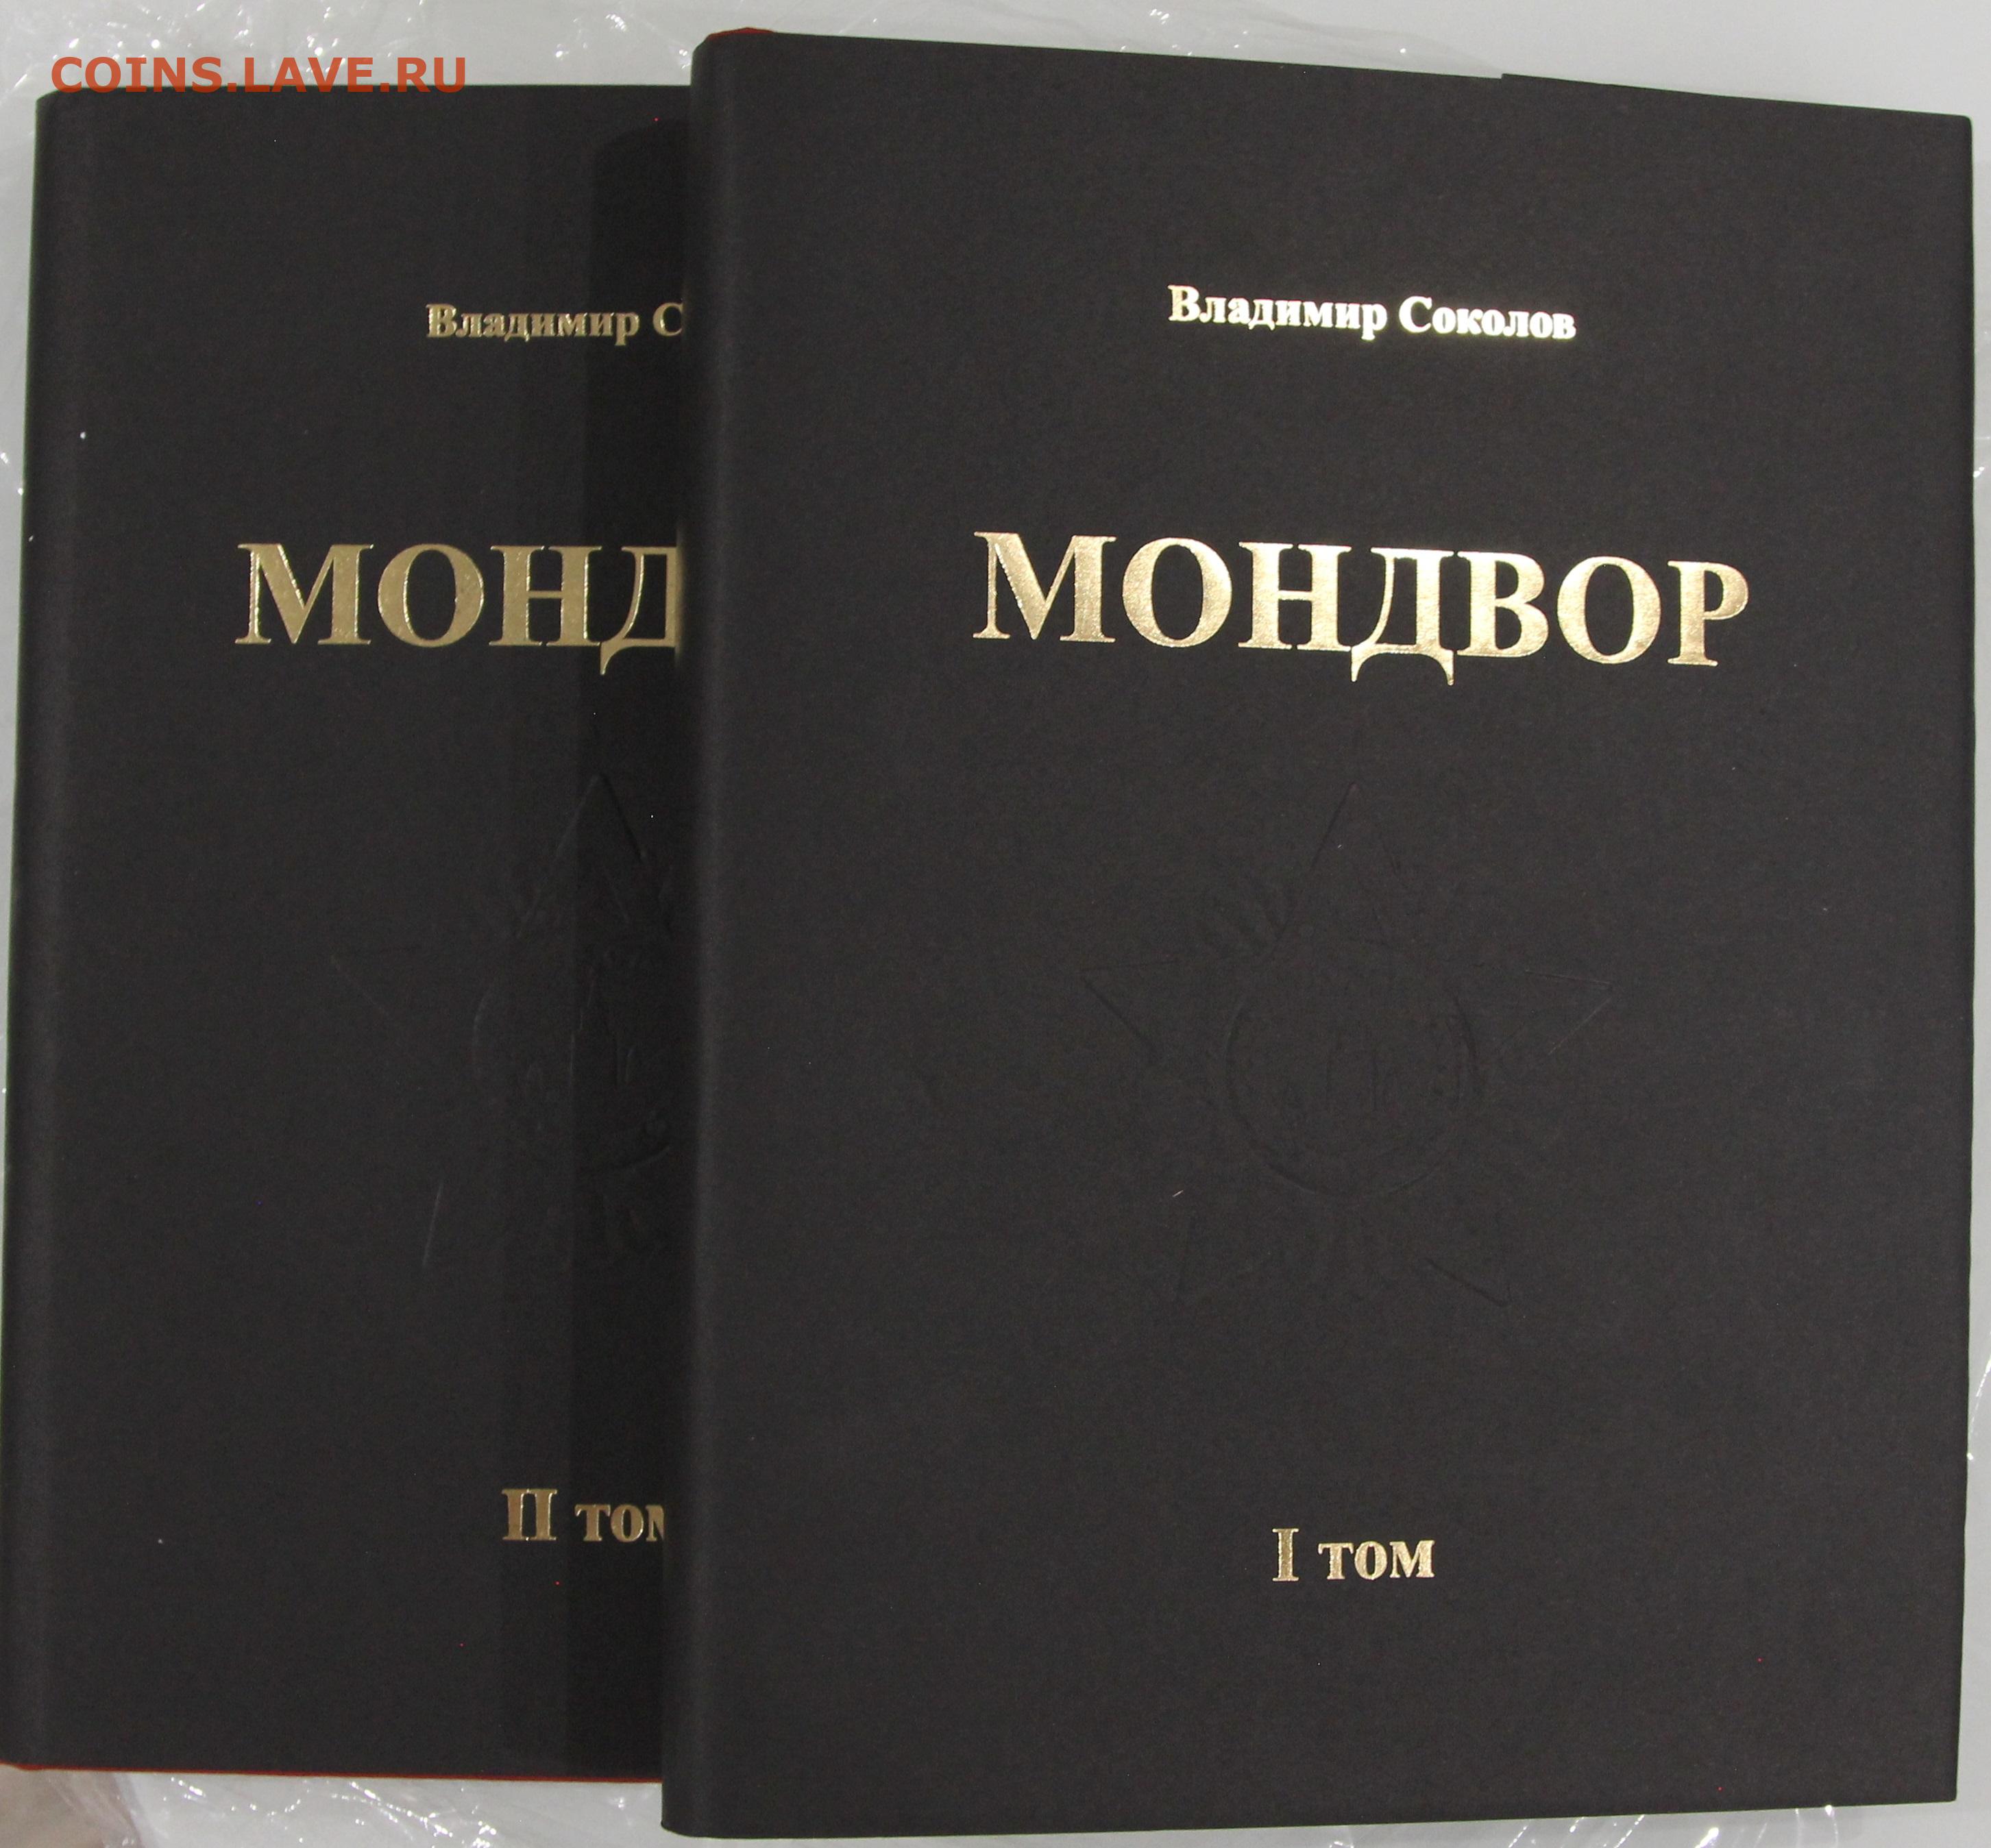 COINS.LAVE.RU
Владимир С
МОНД
II том
Владимир Соколов
МОНДВОР
I том